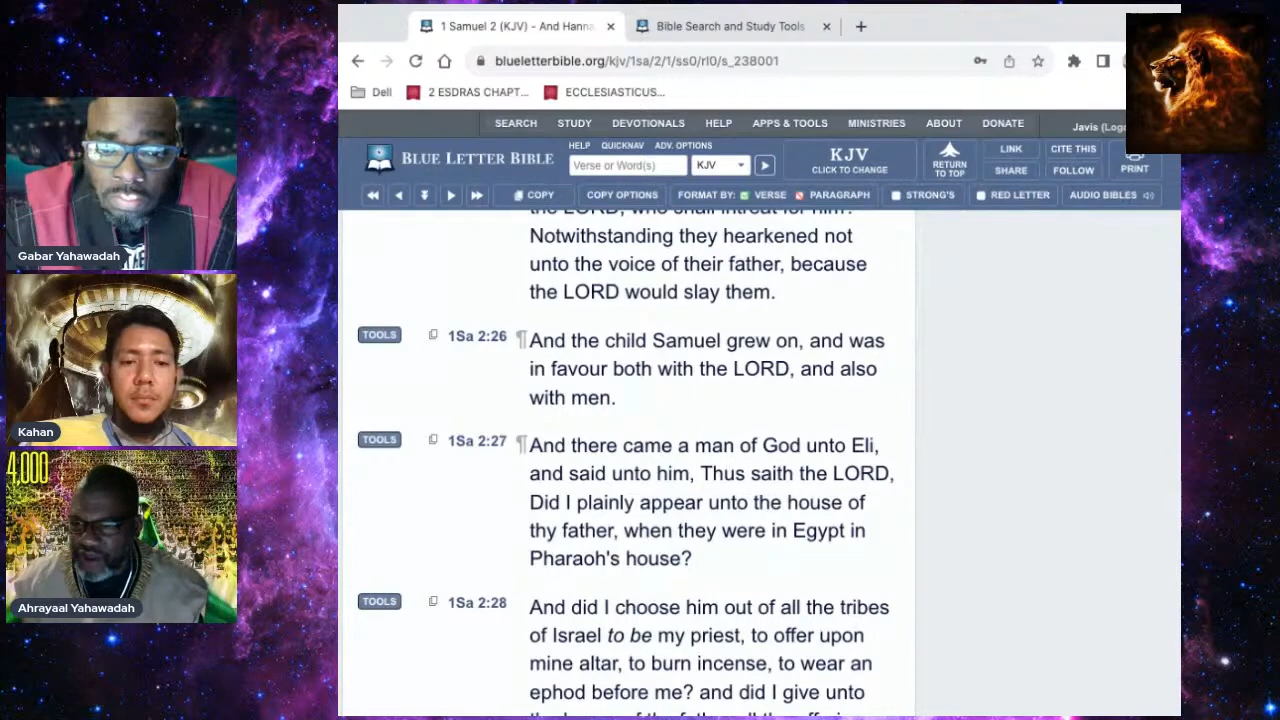 1 Samuel 2 (KJV) - And Hanna
Bible Search and Study Tools
blueletterbible.org/kjv/1sa/2/1/ss0/rl0/s_238001
Dell
2 ESDRAS CHAPT...
ECCLESIASTICUS...
SEARCH STUDY DEVOTIONALS HELP APPS & TOOLS MINISTRIES ABOUT DONATE
Javis (Log
BLUE LETTER BIBLE
HELP QUICKNAV ADV. OPTIONS
Verse or Word(s)
KJV
KJV
CLICK TO CHANGE
RETURN
TO TOP
LINK
CITE THIS
SHARE
FOLLOW
PRINT
COPY
COPY OPTIONS
FORMAT BY: VERSE PARAGRAPH
STRONG'S
RED LETTER
AUDIO BIBLES
the LORD, who shall intreat for him?
Notwithstanding they hearkened not
unto the voice of their father, because
the LORD would slay them.
TOOLS 1Sa 2:26 ¶And the child Samuel grew on, and was
in favour both with the LORD, and also
with men.
TOOLS 1Sa 2:27 ¶And there came a man of God unto Eli,
and said unto him, Thus saith the LORD,
Did I plainly appear unto the house of
thy father, when they were in Egypt in
Pharaoh's house?
TOOLS 1Sa 2:28 And did I choose him out of all the tribes
of Israel to be my priest, to offer upon
mine altar, to burn incense, to wear an
ephod before me? and did I give unto
Gabar Yahawadah
Kahan
4,000
Ahrayaal Yahawadah